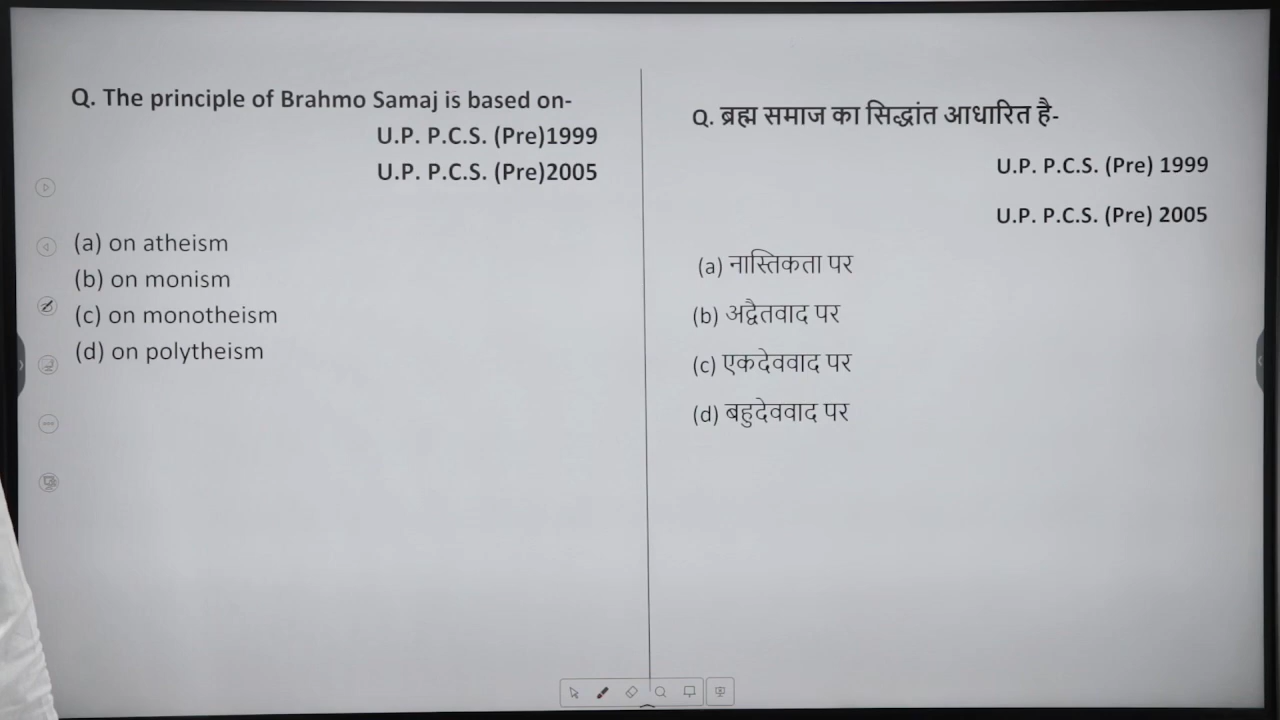 Q. The principle of Brahmo Samaj is based on-
U.P. P.C.S. (Pre)1999
U.P. P.C.S. (Pre)2005
(a) on atheism
(b) on monism
(c) on monotheism
(d) on polytheism
Q. ब्रह्म समाज का सिद्धांत आधारित है-
U.P. P.C.S. (Pre) 1999
U.P. P.C.S. (Pre) 2005
(a) नास्तिकता पर
(b) अद्वैतवाद पर
(c) एकदेववाद पर
(d) बहुदेववाद पर